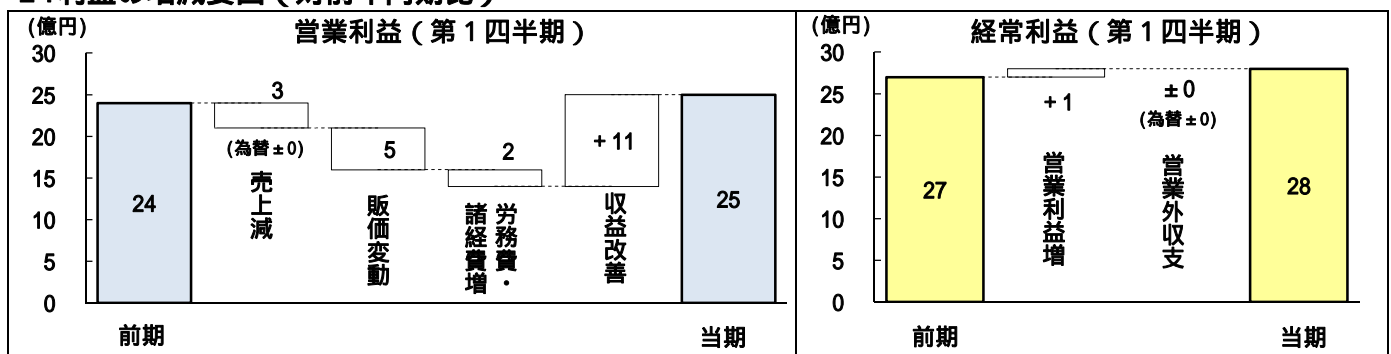 営業利益（第１四半期）
(億円)
30
25
20
15
10
5
0
24
3
(為替±0)
売上減
5
販価変動
2
労務費・
諸経費増
+11
収益改善
25
前期
当期
経常利益（第１四半期）
(億円)
30
25
20
15
10
5
0
27
+1
営業利益増
±0
(為替±0)
営業外収支
28
前期
当期